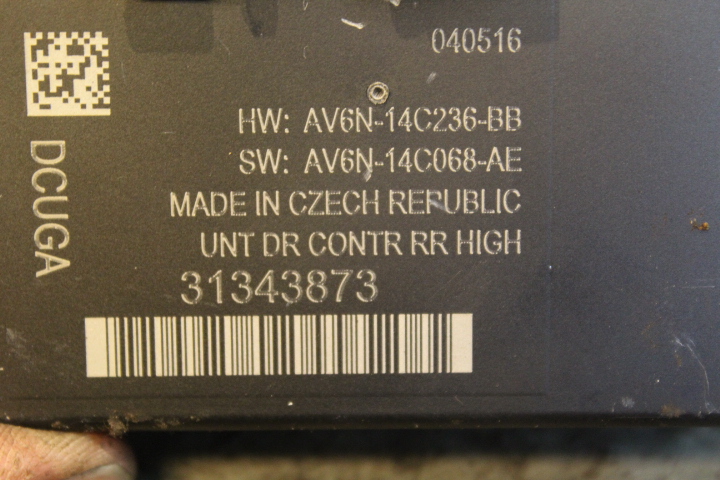 040516
HW: AV6N-14C236-BB
SW: AV6N-14C068-AE
MADE IN CZECH REPUBLIC
UNT DR CONTR RR HIGH
31343873
DCUGA